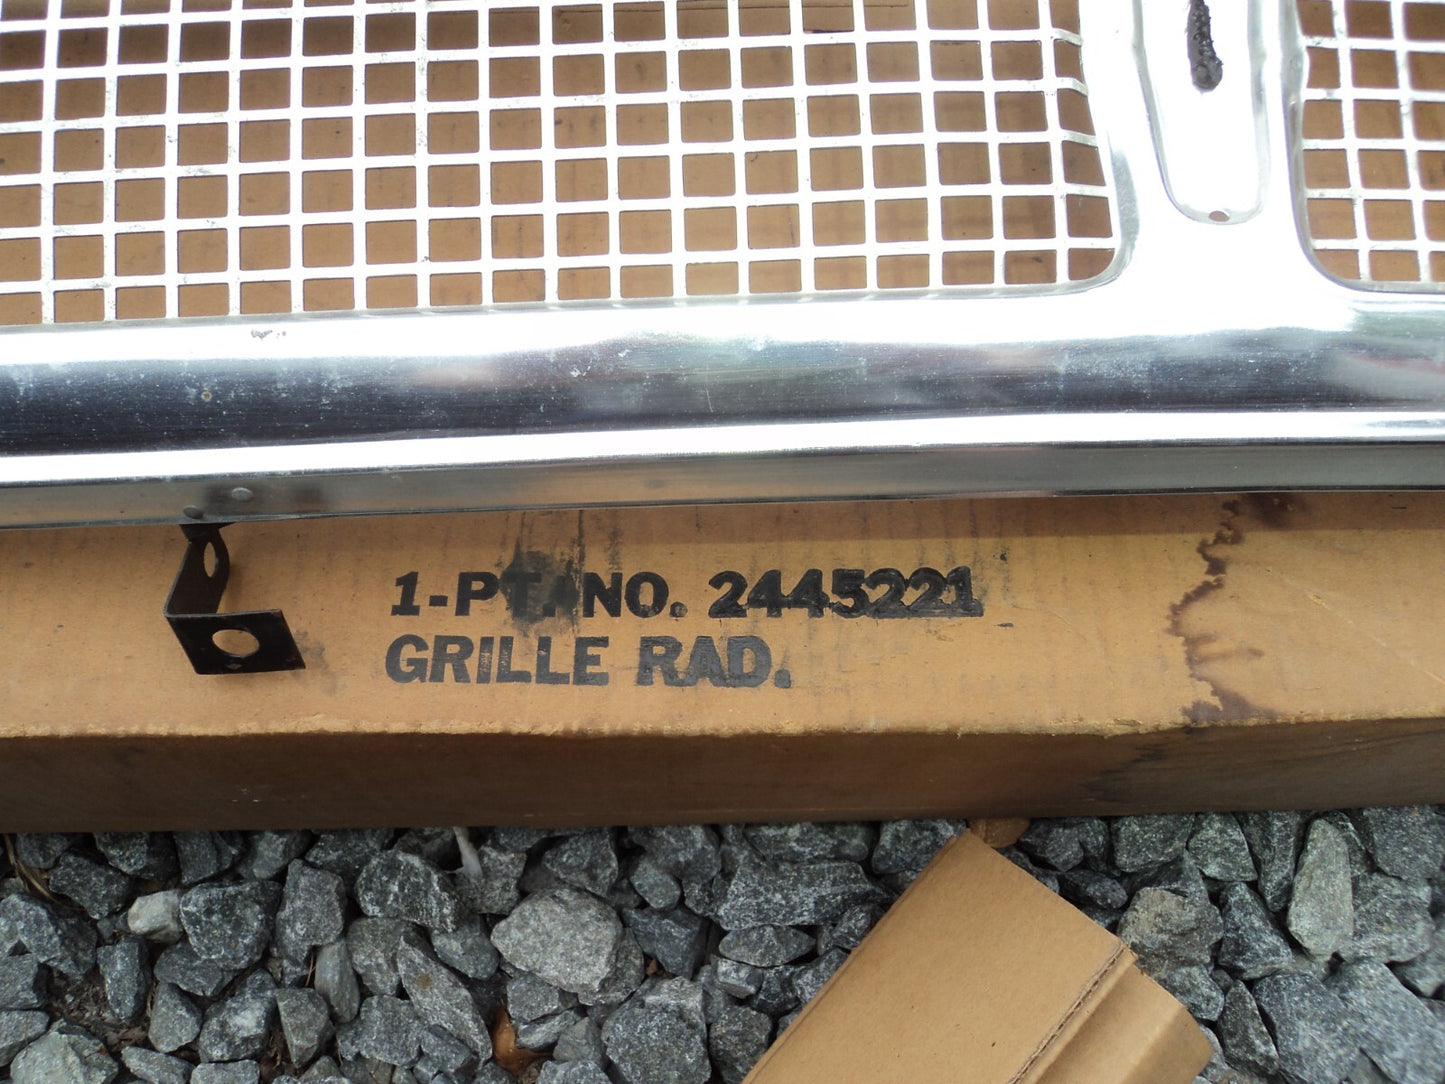 1-PT. NO. 2445221
GRILLE RAD.